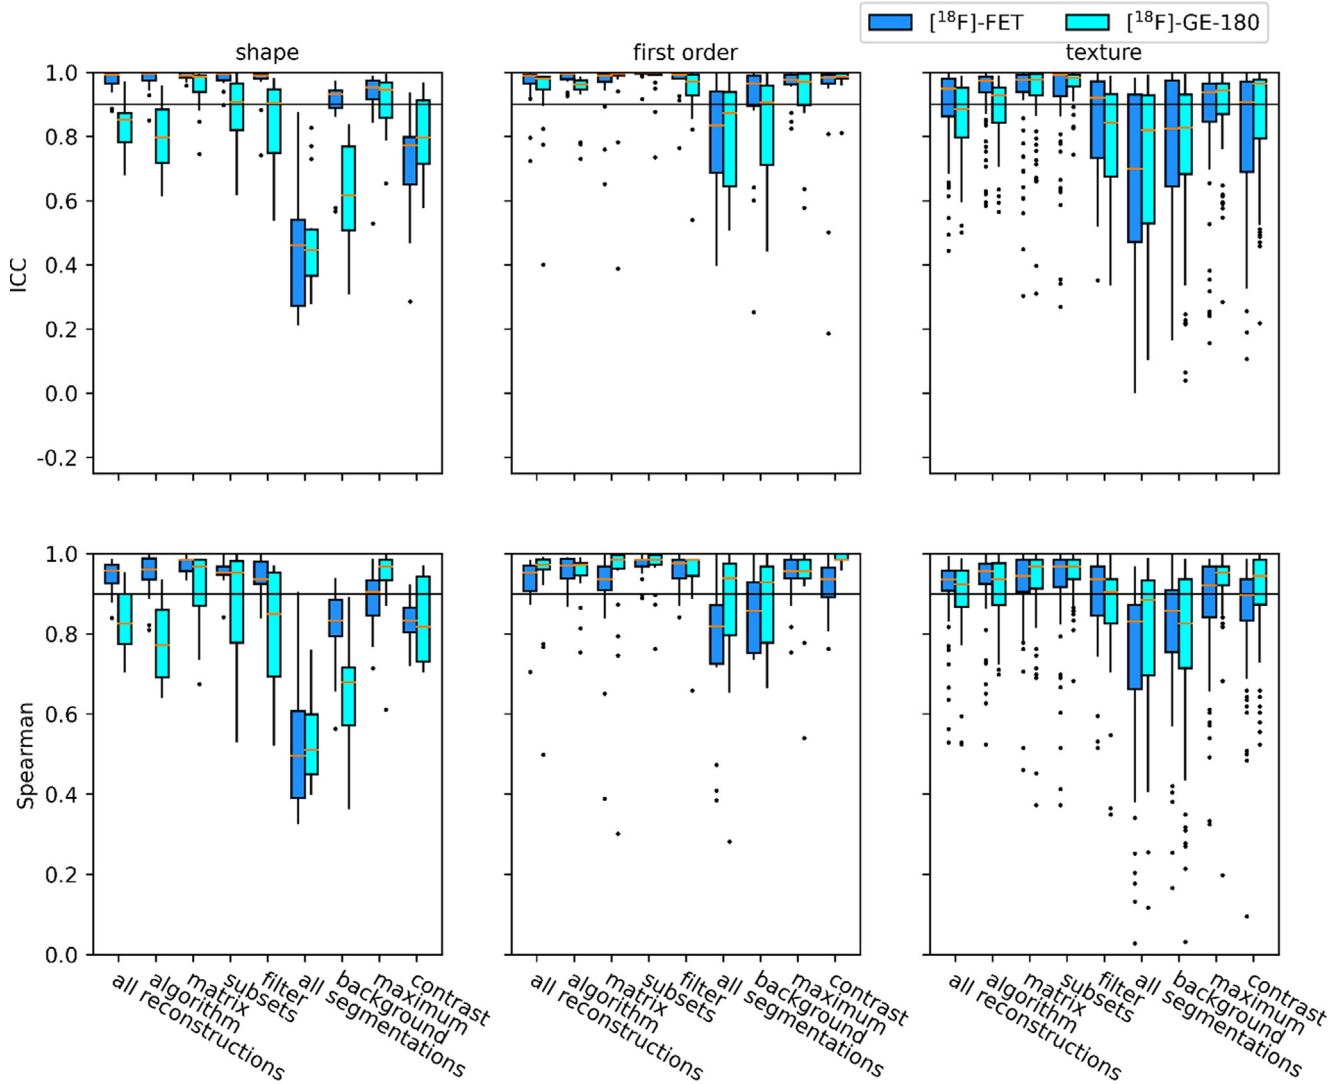 [¹⁸F]-FET [¹⁸F]-GE-180
shape first order texture
1.0
0.8
0.6
0.4
0.2
0.0
-0.2
ICC
1.0
0.8
0.6
0.4
0.2
0.0
Spearman
all reconstructions
algorithm
matrix
subsets
filter
all segmentations
background
maximum
contrast
all reconstructions
algorithm
matrix
subsets
filter
all segmentations
background
maximum
contrast
all reconstructions
algorithm
matrix
subsets
filter
all segmentations
background
maximum
contrast